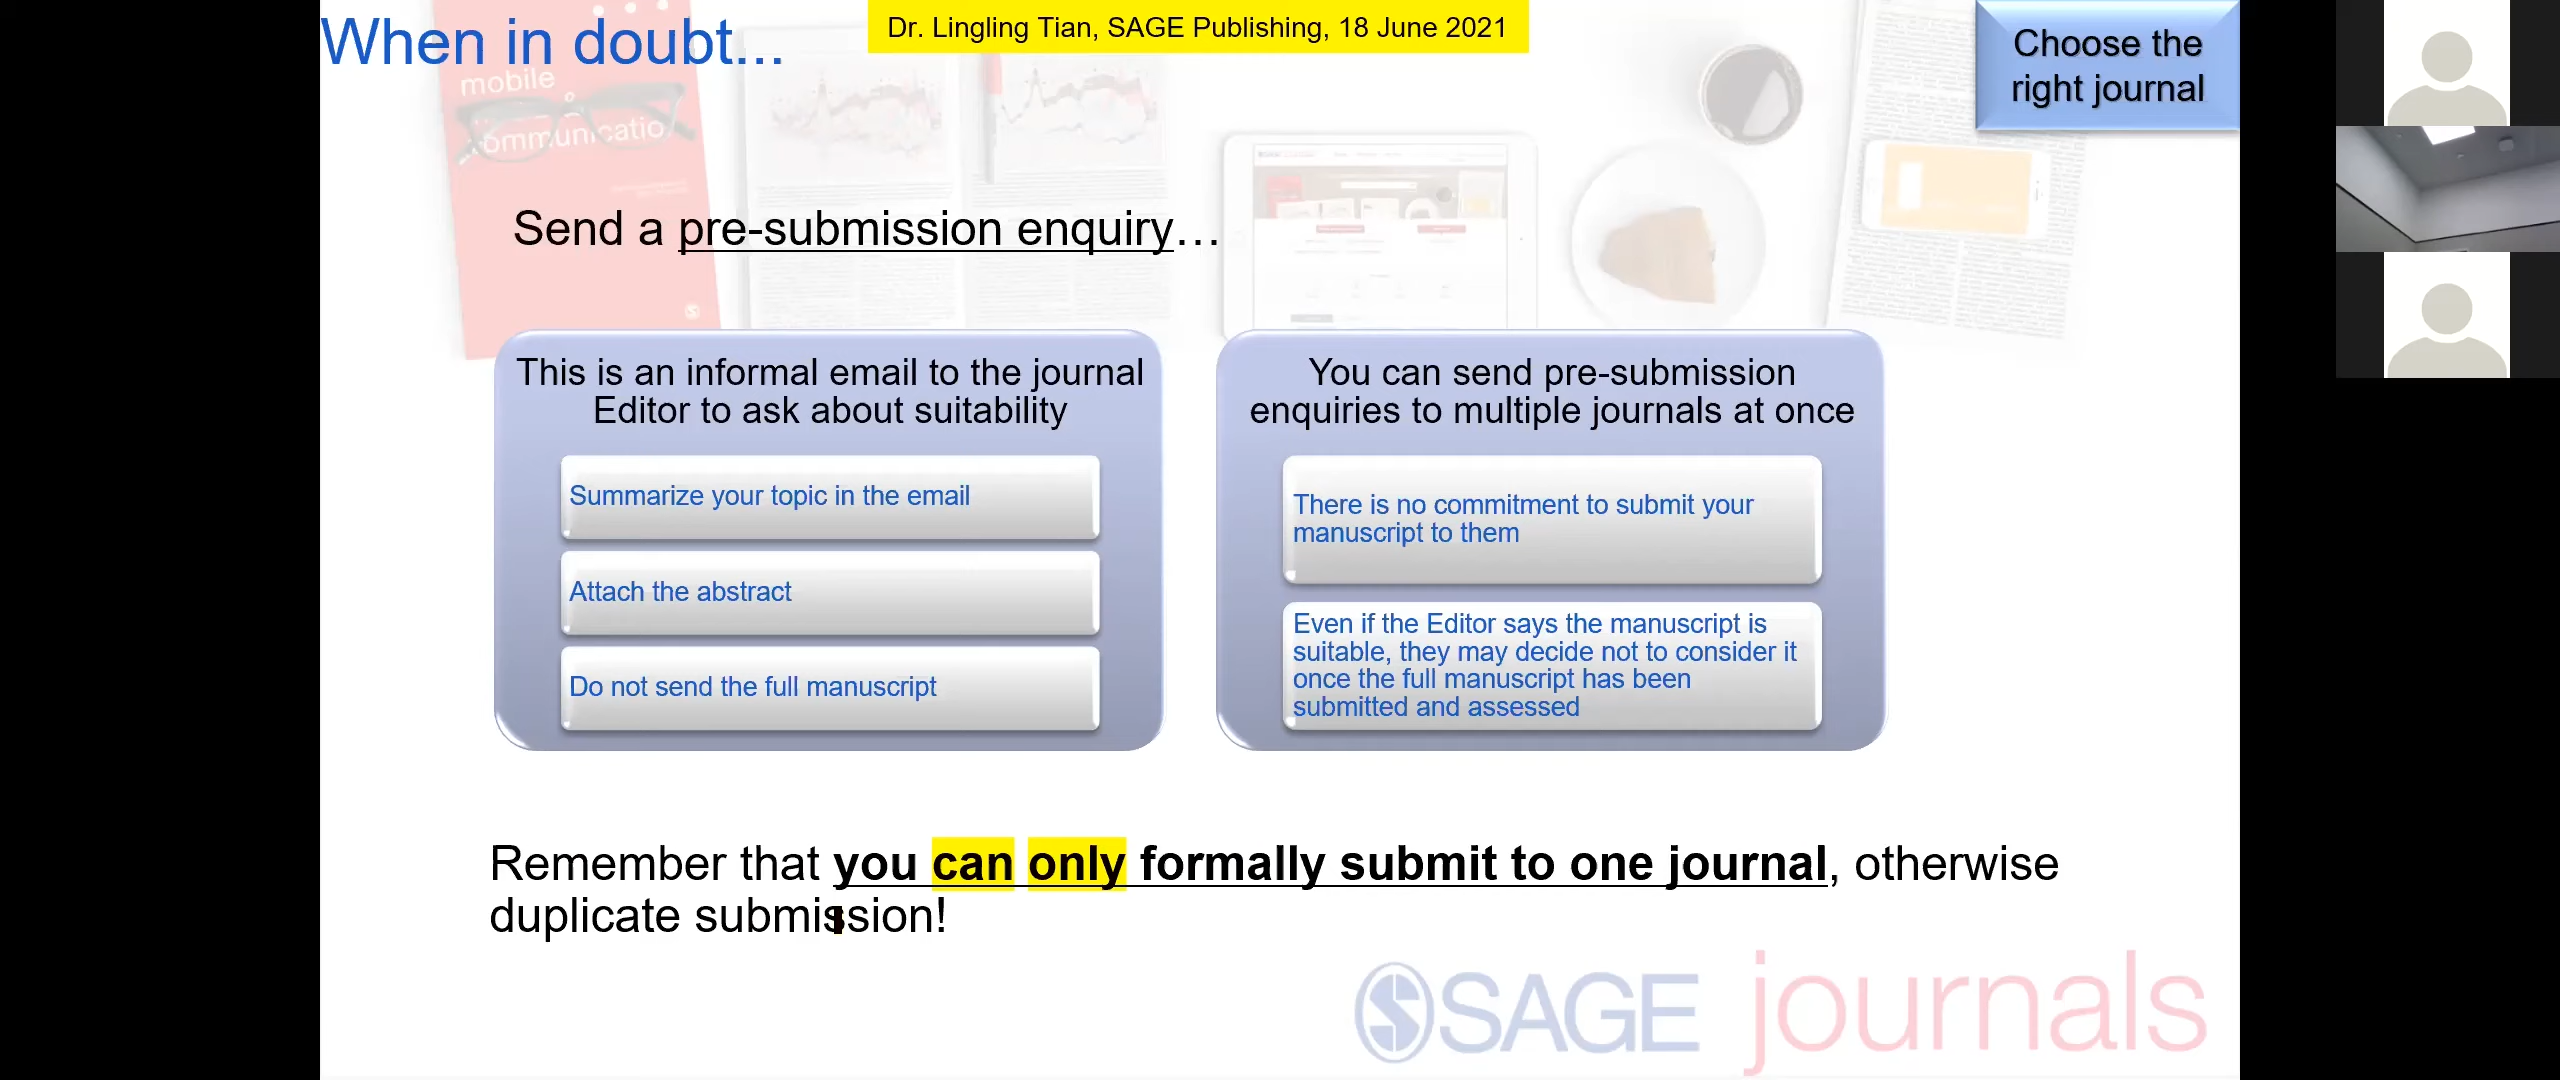 When in doubt...
Dr. Lingling Tian, SAGE Publishing, 18 June 2021
Choose the
right journal
mobile
communicatio
Send a pre-submission enquiry…
This is an informal email to the journal
Editor to ask about suitability
Summarize your topic in the email
Attach the abstract
Do not send the full manuscript
You can send pre-submission
enquiries to multiple journals at once
There is no commitment to submit your
manuscript to them
Even if the Editor says the manuscript is
suitable, they may decide not to consider it
once the full manuscript has been
submitted and assessed
Remember that you can only formally submit to one journal, otherwise
duplicate submission!
SAGE journals